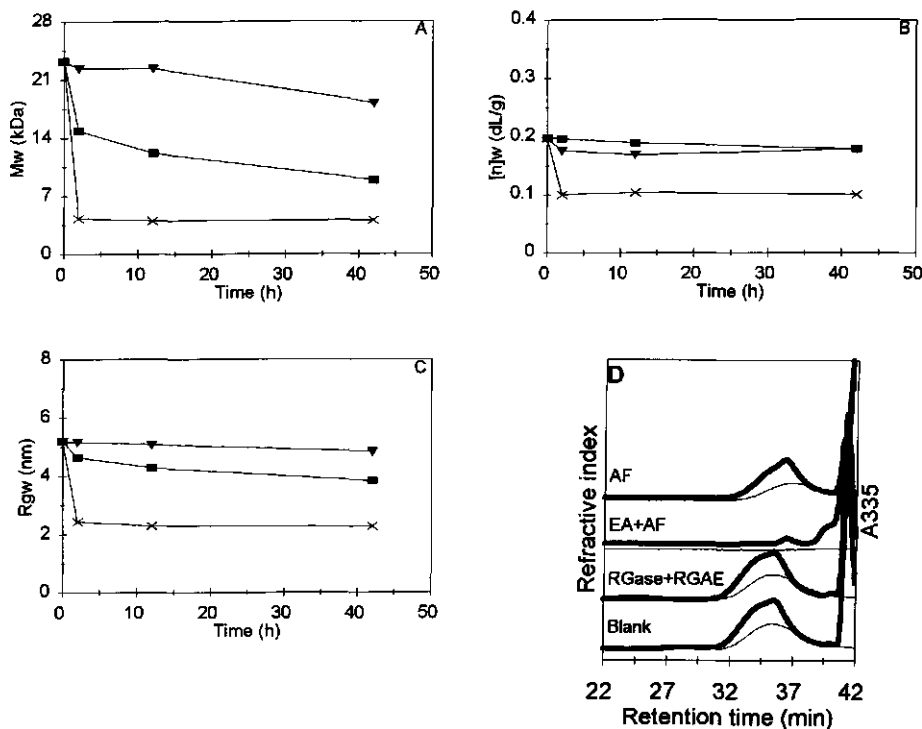 A
28
21
14
7
0
Mw (kDa)
0 10 20 30 40 50
Time (h)
B
0.4
0.3
0.2
0.1
0
[n]w (dL/g)
0 10 20 30 40 50
Time (h)
C
8
6
4
2
0
Rgw (nm)
0 10 20 30 40 50
Time (h)
D
AF
EA+AF
RGase+RGAE
Blank
Refractive index
A335
22 27 32 37 42
Retention time (min)